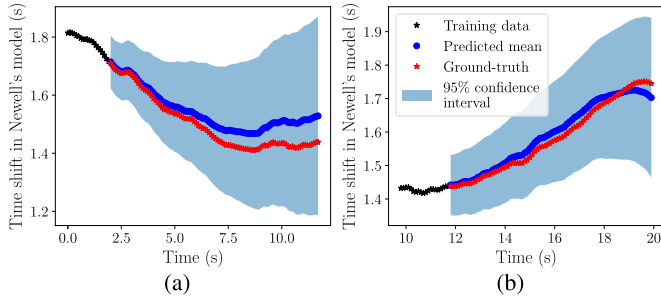 Time shift in Newell's model (s)
1.8
1.6
1.4
1.2
0.0
2.5
5.0
7.5
10.0
Time (s)
(a)
Time shift in Newell's model (s)
1.9
1.8
1.7
1.6
1.5
1.4
1.3
10
12
14
16
18
20
Time (s)
(b)
Training data
Predicted mean
Ground-truth
95% confidence
interval